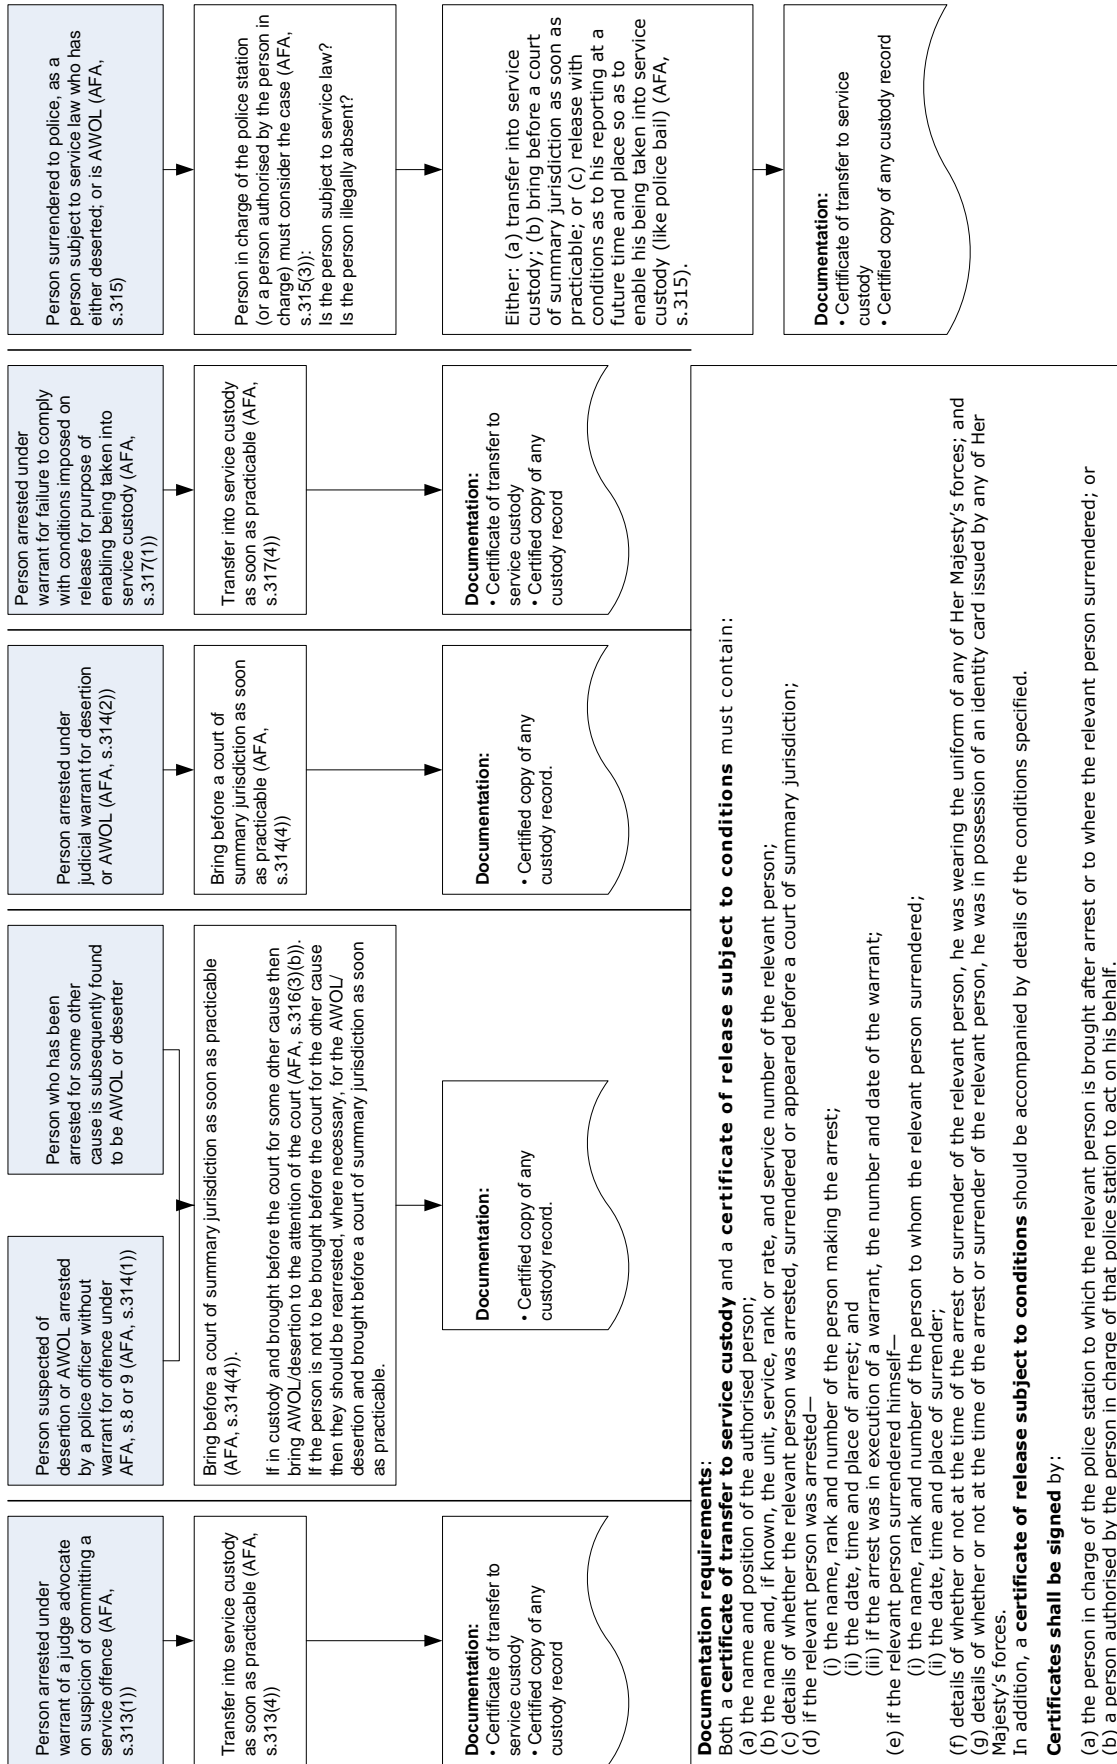 Person arrested under
warrant of a judge advocate
on suspicion of committing a
service offence (AFA,
s.313(1))
Transfer into service custody
as soon as practicable (AFA,
s.313(4))
Documentation:
• Certificate of transfer to
service custody
• Certified copy of any
custody record
Person suspected of
desertion or AWOL arrested
by a police officer without
warrant for offence under
AFA, s.8 or 9 (AFA, s.314(1))
Person who has been
arrested for some other
cause is subsequently found
to be AWOL or deserter
Bring before a court of summary jurisdiction as soon as practicable
(AFA, s.314(4)).
If in custody and brought before the court for some other cause then
bring AWOL/desertion to the attention of the court (AFA, s.316(3)(b)).
If the person is not to be brought before the court for the other cause
then they should be rearrested, where necessary, for the AWOL/
desertion and brought before a court of summary jurisdiction as soon
as practicable.
Documentation:
• Certified copy of any
custody record.
Person arrested under
judicial warrant for desertion
or AWOL (AFA, s.314(2))
Bring before a court of
summary jurisdiction as soon
as practicable (AFA,
s.314(4))
Documentation:
• Certified copy of any
custody record.
Person arrested under
warrant for failure to comply
with conditions imposed on
release for purpose of
enabling being taken into
service custody (AFA,
s.317(1))
Transfer into service custody
as soon as practicable (AFA,
s.317(4))
Documentation:
• Certificate of transfer to
service custody
• Certified copy of any
custody record
Person surrendered to police, as a
person subject to service law who has
either deserted; or is AWOL (AFA,
s.315)
Person in charge of the police station
(or a person authorised by the person in
charge) must consider the case (AFA,
s.315(3)):
Is the person subject to service law?
Is the person illegally absent?
Either: (a) transfer into service
custody; (b) bring before a court
of summary jurisdiction as soon as
practicable; or (c) release with
conditions as to his reporting at a
future time and place so as to
enable his being taken into service
custody (like police bail) (AFA,
s.315).
Documentation:
• Certificate of transfer to service
custody
• Certified copy of any custody record
Documentation requirements:
Both a certificate of transfer to service custody and a certificate of release subject to conditions must contain:
(a) the name and position of the authorised person;
(b) the name and, if known, the unit, service, rank or rate, and service number of the relevant person;
(c) details of whether the relevant person was arrested, surrendered or appeared before a court of summary jurisdiction;
(d) if the relevant person was arrested—
(i) the name, rank and number of the person making the arrest;
(ii) the date, time and place of arrest; and
(iii) if the arrest was in execution of a warrant, the number and date of the warrant;
(e) if the relevant person surrendered himself—
(i) the name, rank and number of the person to whom the relevant person surrendered;
(ii) the date, time and place of surrender;
(f) details of whether or not at the time of the arrest or surrender of the relevant person, he was wearing the uniform of any of Her Majesty's forces; and
(g) details of whether or not at the time of the arrest or surrender of the relevant person, he was in possession of an identity card issued by any of Her
Majesty's forces.
In addition, a certificate of release subject to conditions should be accompanied by details of the conditions specified.
Certificates shall be signed by:
(a) the person in charge of the police station to which the relevant person is brought after arrest or to where the relevant person surrendered; or
(b) a person authorised by the person in charge of that police station to act on his behalf.